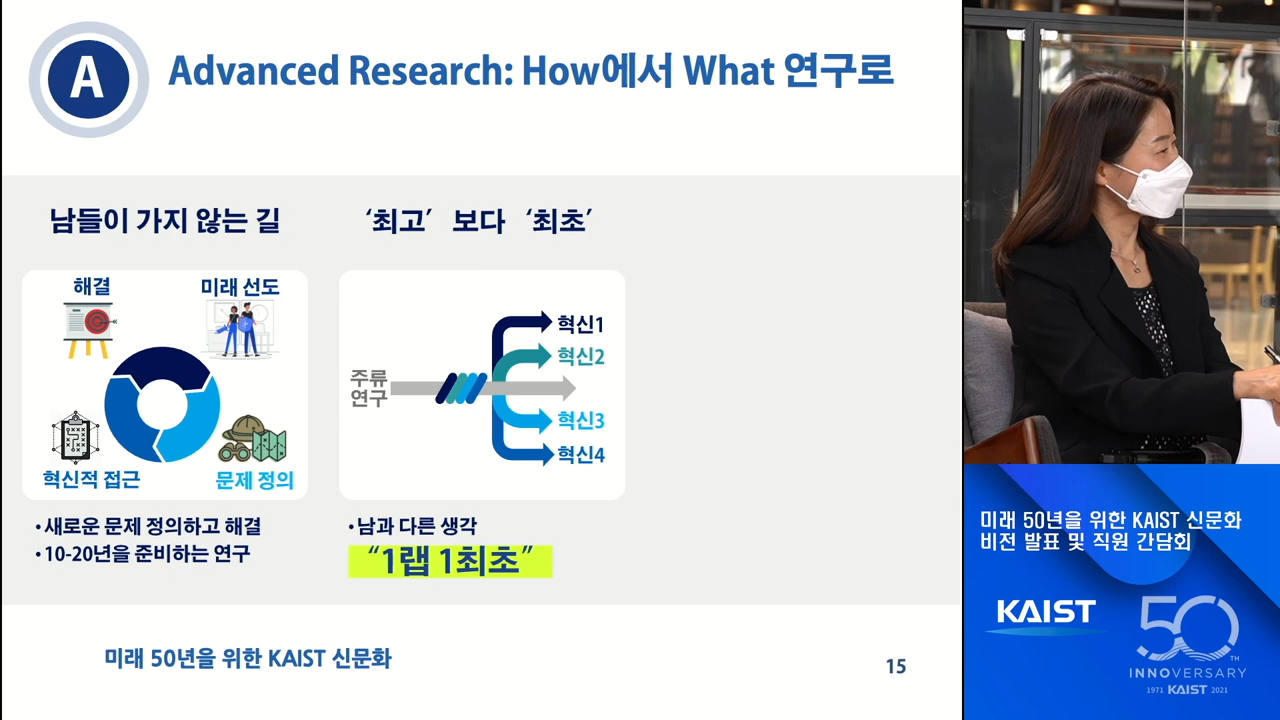 A
Advanced Research: How에서 What 연구로
남들이 가지 않는 길
해결
미래 선도
혁신적 접근
문제 정의
•새로운 문제 정의하고 해결
•10-20년을 준비하는 연구
‘최고’ 보다 ‘최초’
주류
연구
혁신1
혁신2
혁신3
혁신4
•남과 다른 생각
“1랩 1최초”
미래 50년을 위한 KAIST 신문화
15
미래 50년을 위한 KAIST 신문화
비전 발표 및 직원 간담회
KAIST
50TH
INNOVERSARY
1971 KAIST 2021